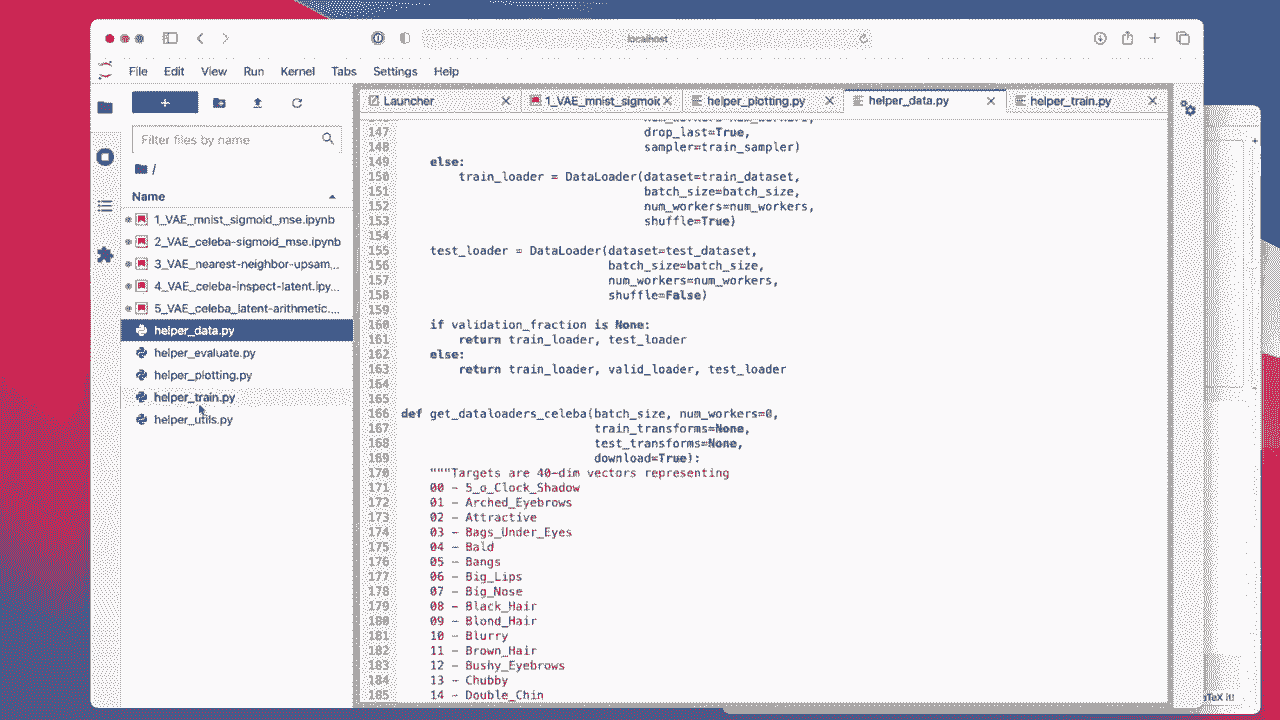 localhost
File Edit View Run Kernel Tabs Settings Help
Launcher 1_VAE_mnist_sigmoi helper_plotting.py helper_data.py helper_train.py
Filter files by name
/
Name
1_VAE_mnist_sigmoid_mse.ipynb
2_VAE_celeba-sigmoid_mse.ipynb
3_VAE_nearest-neighbor-upsam...
4_VAE_celeba-inspect-latent.ipy...
5_VAE_celeba_latent-arithmetic....
helper_data.py
helper_evaluate.py
helper_plotting.py
helper_train.py
helper_utils.py
num_workers=num_workers,
147 drop_last=True,
148 sampler=train_sampler)
149 else:
150 train_loader = DataLoader(dataset=train_dataset,
151 batch_size=batch_size,
152 num_workers=num_workers,
153 shuffle=True)
154
155 test_loader = DataLoader(dataset=test_dataset,
156 batch_size=batch_size,
157 num_workers=num_workers,
158 shuffle=False)
159
160 if validation_fraction is None:
161 return train_loader, test_loader
162 else:
163 return train_loader, valid_loader, test_loader
164
165
166 def get_dataloaders_celeba(batch_size, num_workers=0,
167 train_transforms=None,
168 test_transforms=None,
169 download=True):
170 """Targets are 40-dim vectors representing
171 00 - 5_o_Clock_Shadow
172 01 - Arched_Eyebrows
173 02 - Attractive
174 03 - Bags_Under_Eyes
175 04 - Bald
176 05 - Bangs
177 06 - Big_Lips
178 07 - Big_Nose
179 08 - Black_Hair
180 09 - Blond_Hair
181 10 - Blurry
182 11 - Brown_Hair
183 12 - Bushy_Eyebrows
184 13 - Chubby
185 14 - Double_Chin
TeX it!